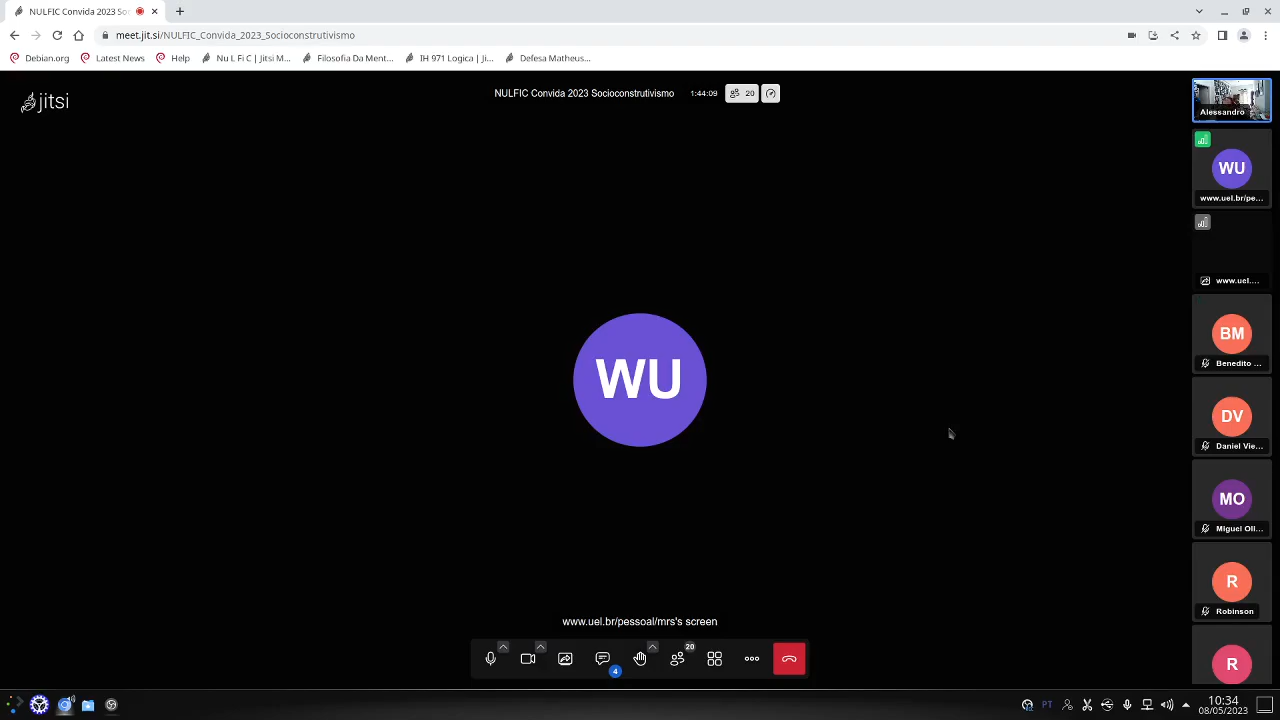 NULFIC Convida 2023 So
meet.jit.si/NULFIC_Convida_2023_Socioconstrutivismo
Debian.org
Latest News
Help
Nu L Fi C | Jitsi M...
Filosofia Da Ment...
IH 971 Logica | Ji...
Defesa Matheus...
jitsi
NULFIC Convida 2023 Socioconstrutivismo
1:44:09
20
Alessandro
WU
www.uel.br/pe...
www.uel....
BM
Benedito ...
DV
Daniel Vie...
MO
Miguel Oli...
R
Robinson
R
WU
www.uel.br/pessoal/mrs's screen
20
4
PT
10:34
08/05/2023